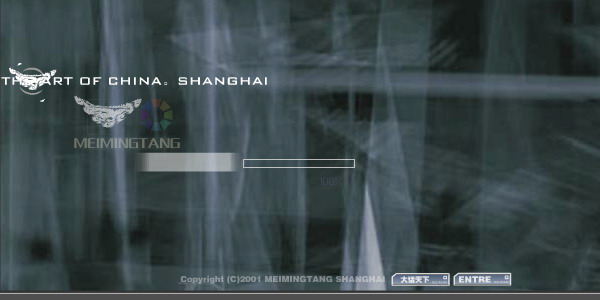 THE ART OF CHINA。SHANGHAI
MEIMINGTANG
100%
Copyright (C)2001 MEIMINGTANG SHANGHAI
大话天下
ENTRE